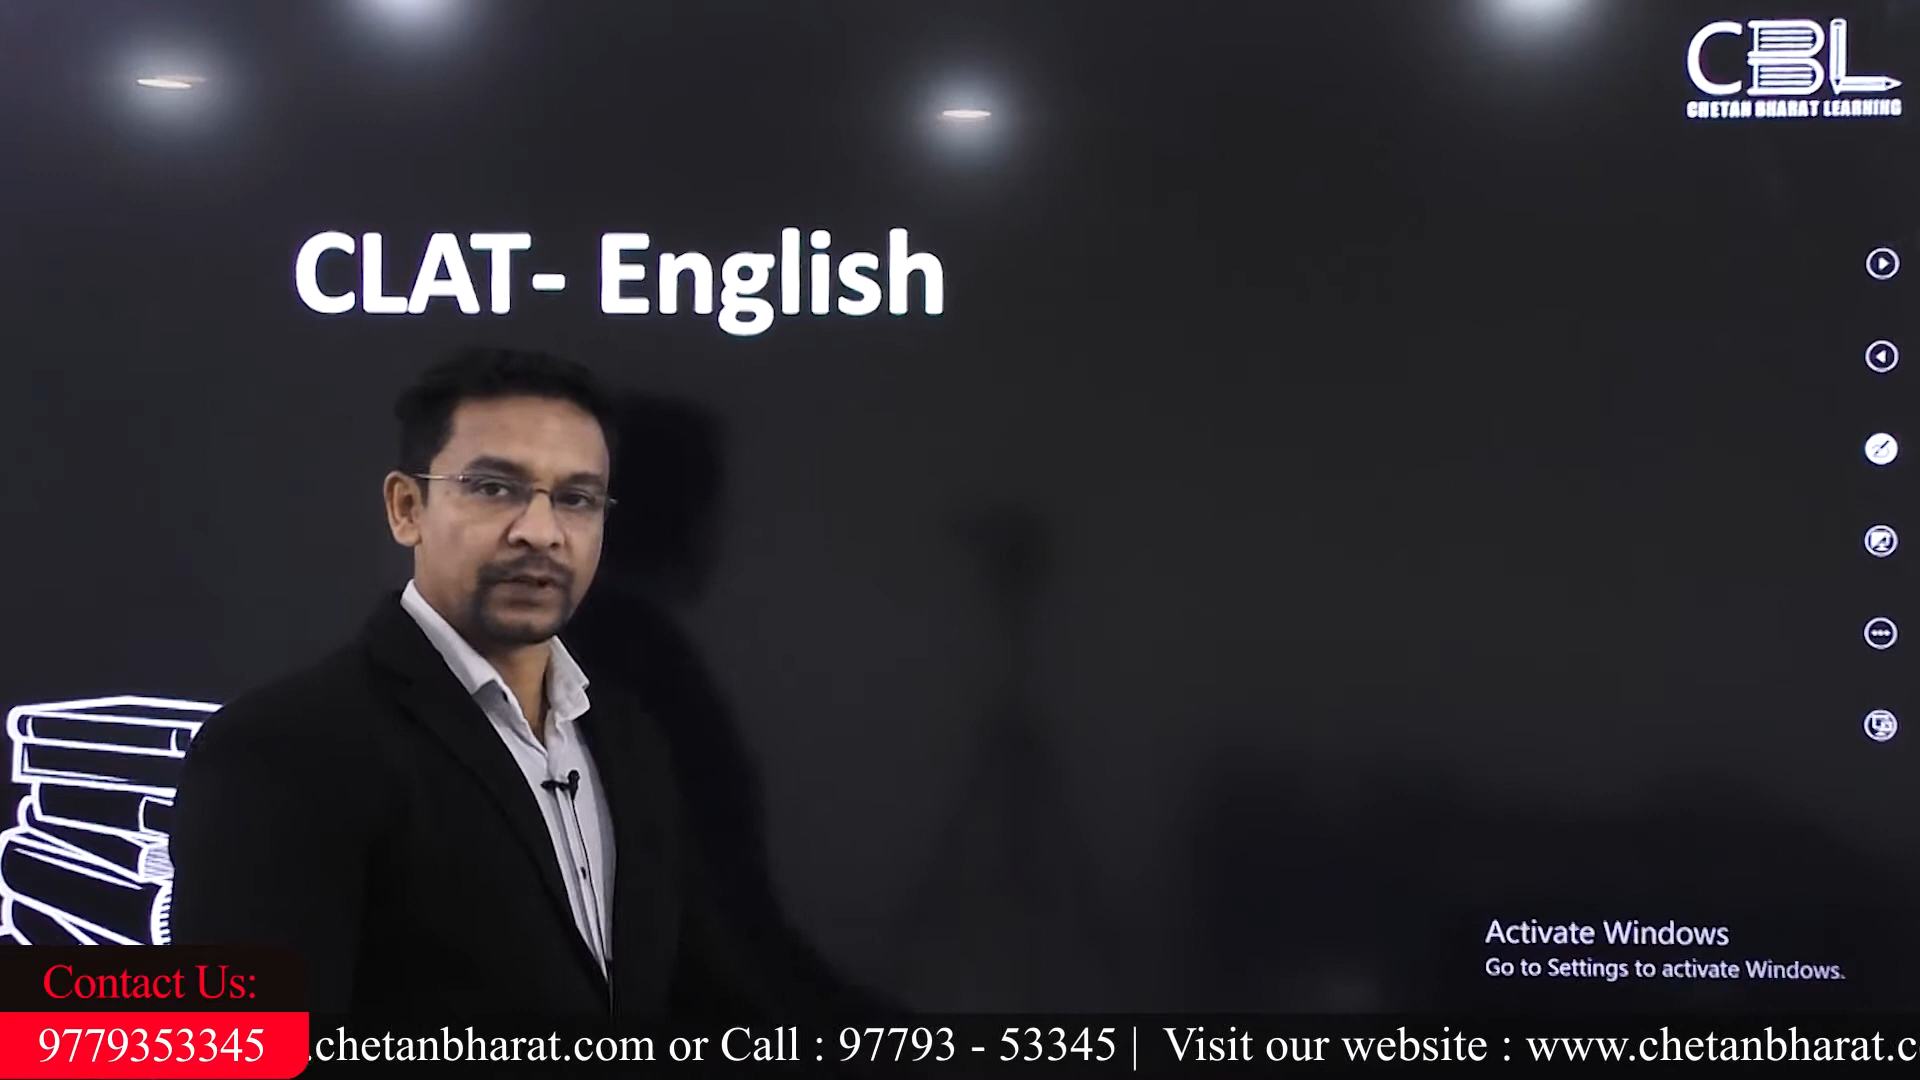 CBL
CHETAN BHARAT LEARNING
CLAT- English
Activate Windows
Go to Settings to activate Windows.
Contact Us:
9779353345
.chetanbharat.com or Call : 97793 - 53345 | Visit our website : www.chetanbharat.c